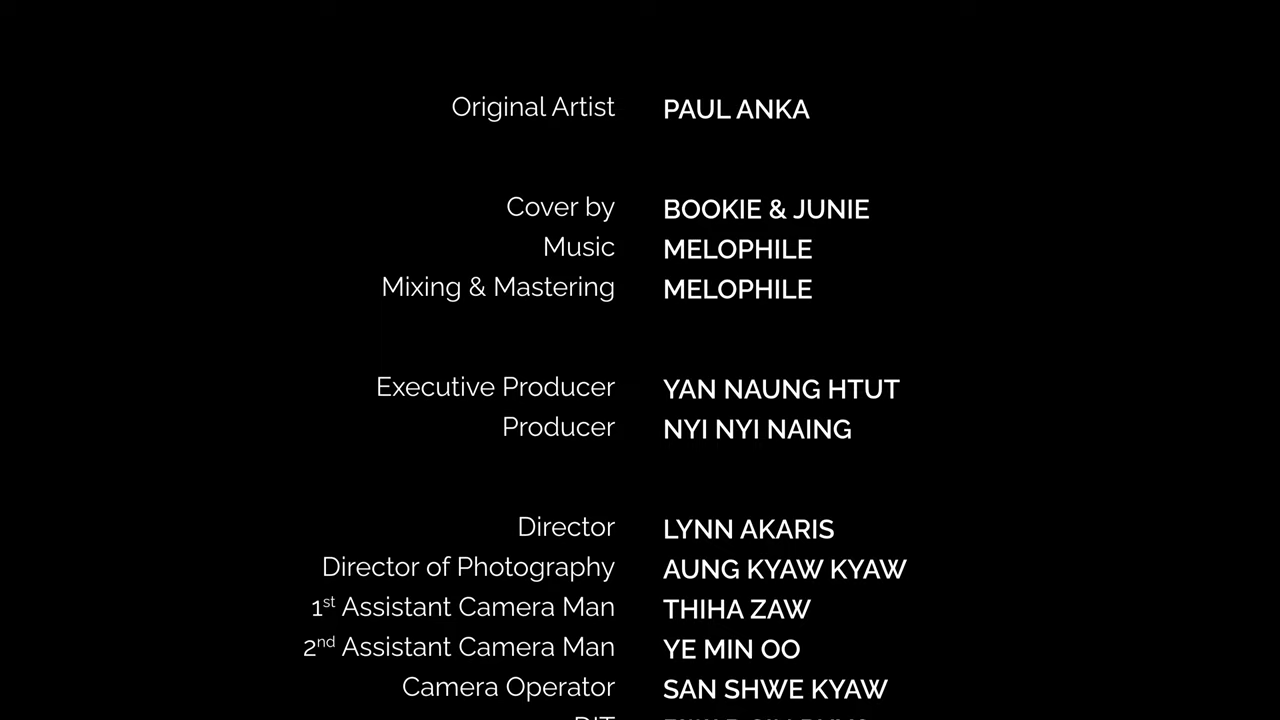 Original Artist PAUL ANKA
Cover by BOOKIE & JUNIE
Music MELOPHILE
Mixing & Mastering MELOPHILE
Executive Producer YAN NAUNG HTUT
Producer NYI NYI NAING
Director LYNN AKARIS
Director of Photography AUNG KYAW KYAW
1st Assistant Camera Man THIHA ZAW
2nd Assistant Camera Man YE MIN OO
Camera Operator SAN SHWE KYAW
DIT